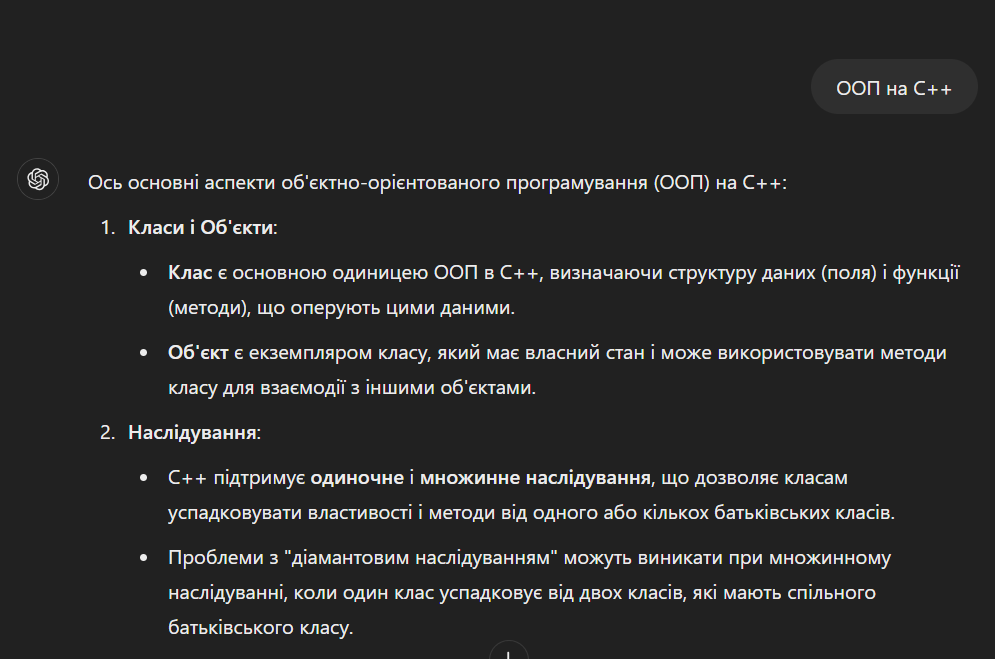 ООП на C++
Ось основні аспекти об'єктно-орієнтованого програмування (ООП) на C++:
1. Класи і Об'єкти:
• Клас є основною одиницею ООП в C++, визначаючи структуру даних (поля) і функції
(методи), що оперують цими даними.
• Об'єкт є екземпляром класу, який має власний стан і може використовувати методи
класу для взаємодії з іншими об'єктами.
2. Наслідування:
• C++ підтримує одиночне і множинне наслідування, що дозволяє класам
успадковувати властивості і методи від одного або кількох батьківських класів.
• Проблеми з "діамантовим наслідуванням" можуть виникати при множинному
наслідуванні, коли один клас успадковує від двох класів, які мають спільного
батьківського класу.